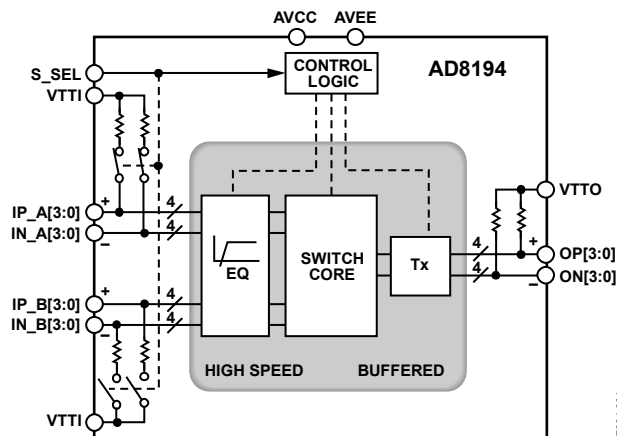 AVCC AVEE
S_SEL
CONTROL
LOGIC
AD8194
VTTI
VTTO
IP_A[3:0] + 4
IN_A[3:0] – 4
EQ
SWITCH
CORE
Tx
4 + OP[3:0]
4 – ON[3:0]
IP_B[3:0] + 4
IN_B[3:0] – 4
HIGH SPEED BUFFERED
VTTI